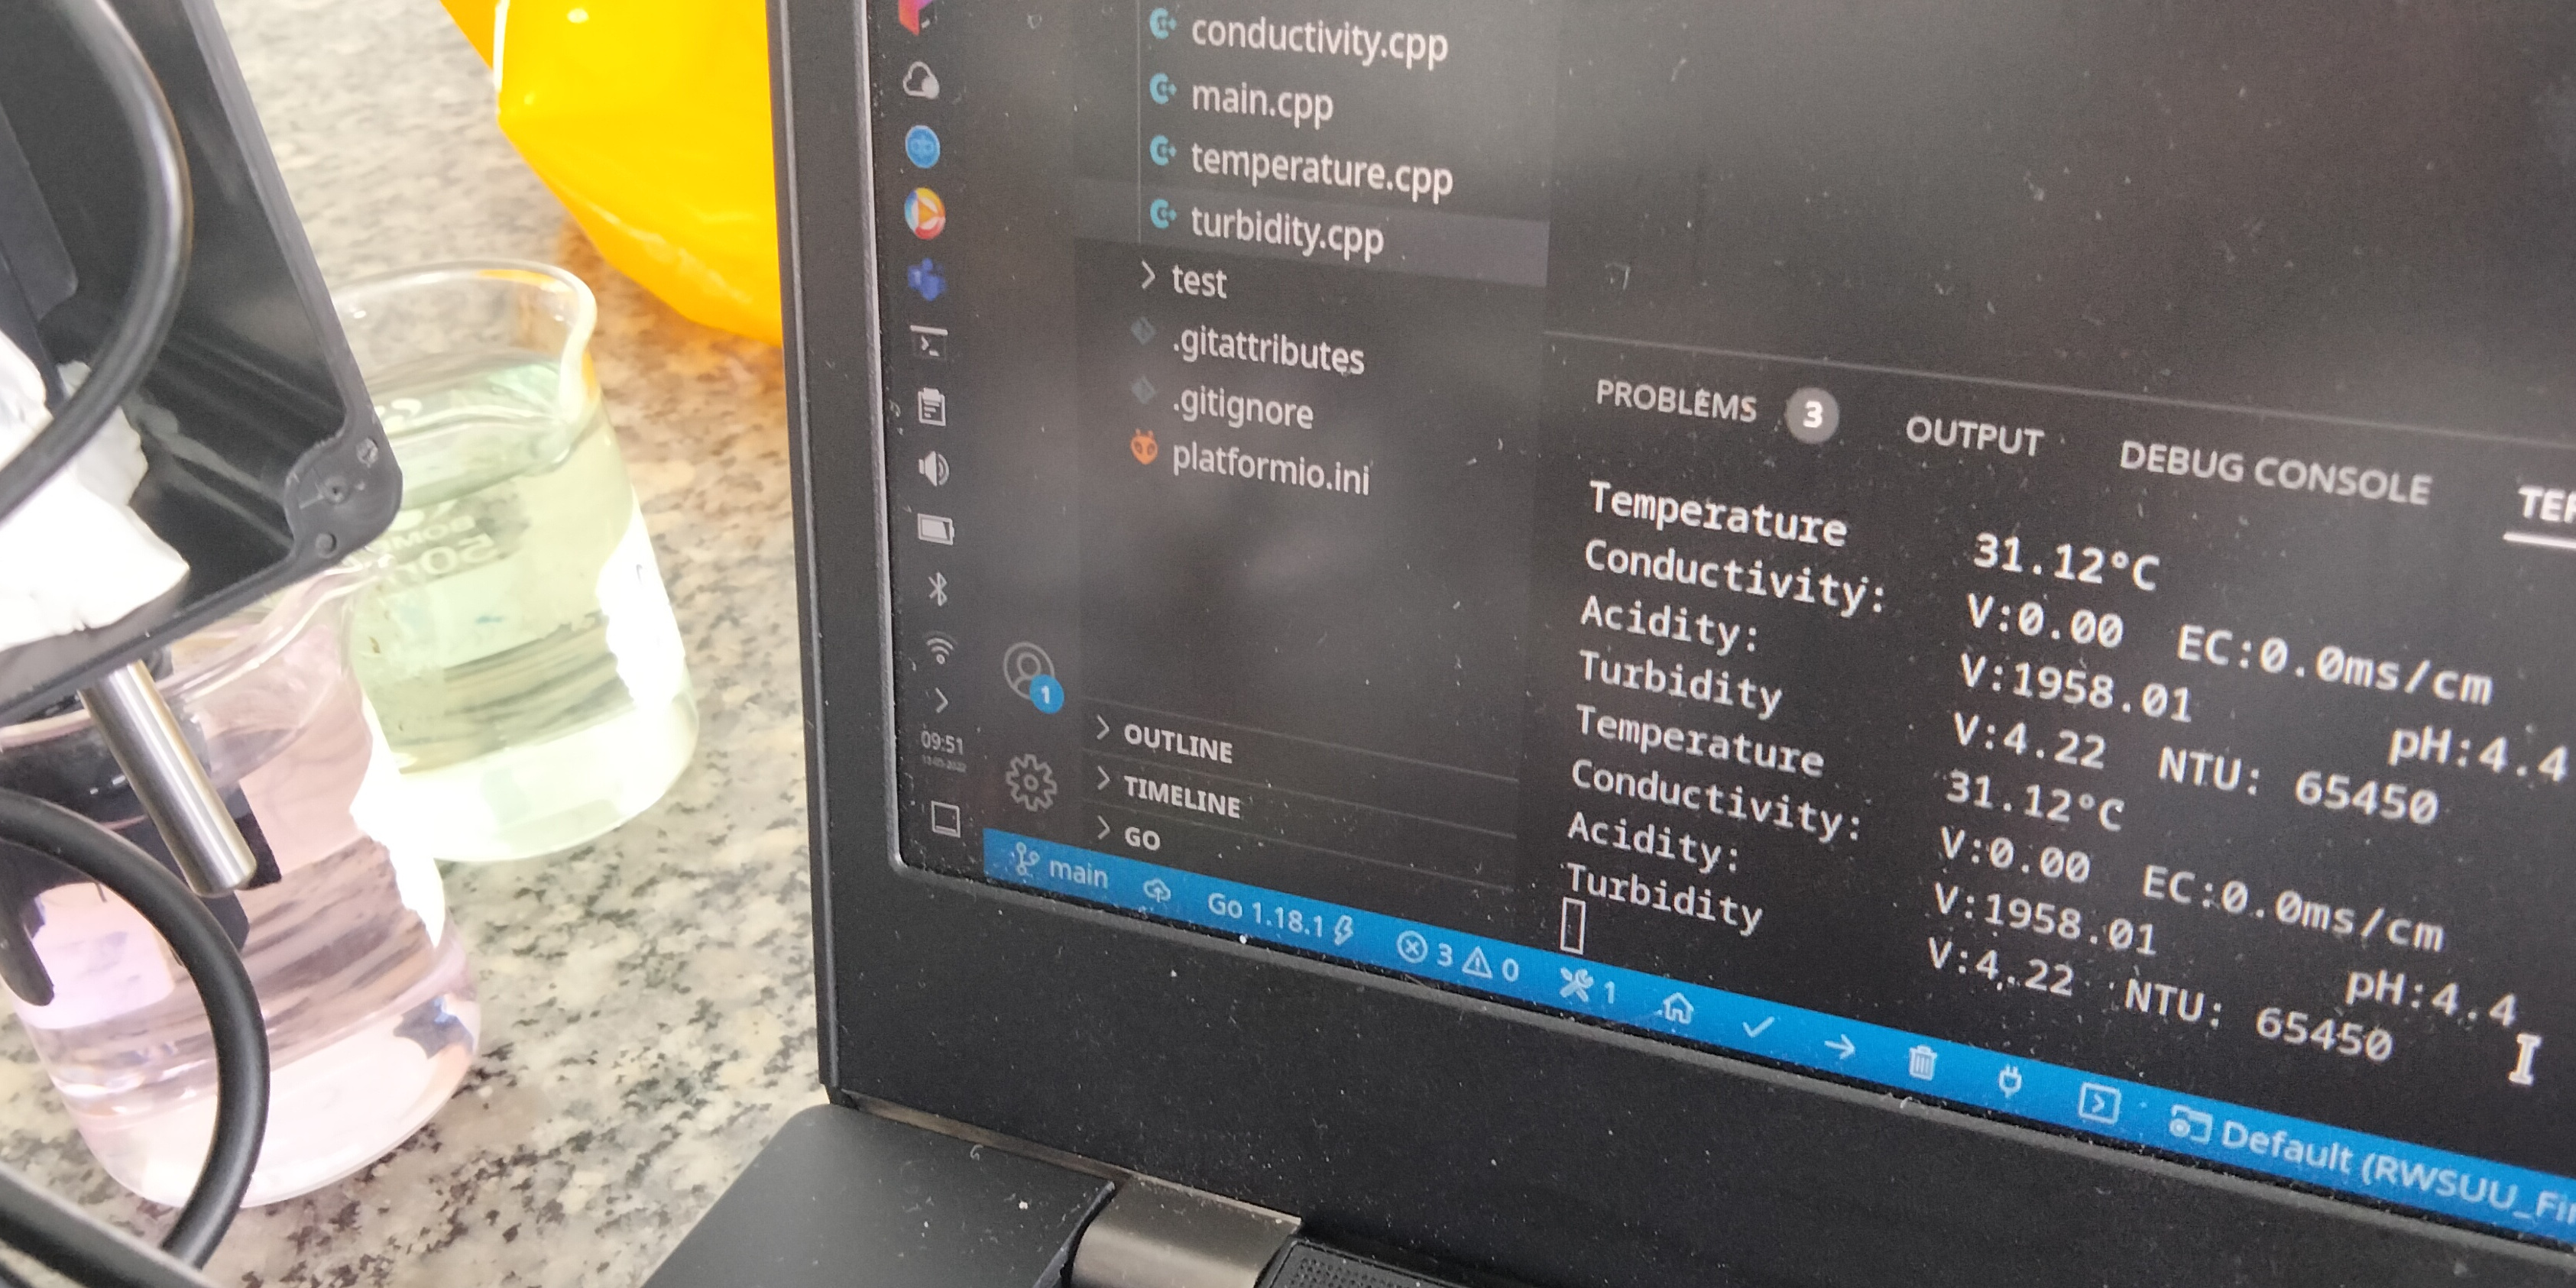 conductivity.cpp
main.cpp
temperature.cpp
turbidity.cpp
test
.gitattributes
.gitignore
platformio.ini
OUTLINE
TIMELINE
GO
09:51
1
PROBLEMS 3 OUTPUT DEBUG CONSOLE
Temperature 31.12°C
Conductivity: V:0.00 EC:0.0ms/cm
Acidity: V:1958.01 pH:4.4
Turbidity V:4.22 NTU: 65450
Temperature 31.12°C
Conductivity: V:0.00 EC:0.0ms/cm
Acidity: V:1958.01 pH:4.4
Turbidity V:4.22 NTU: 65450
main Go 1.18.1 3 0 1 Default (RWSUU_Fi